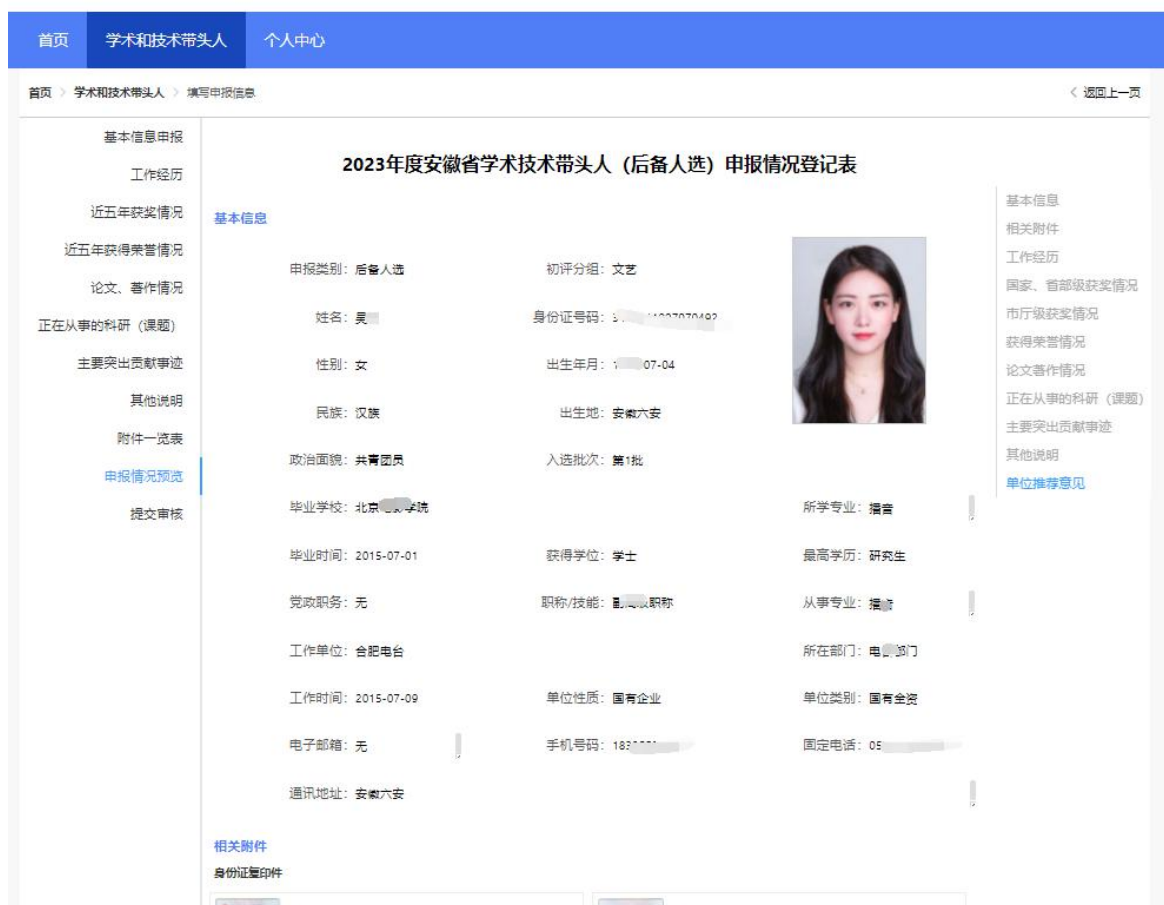 首页 学术和技术带头人 个人中心
首页 > 学术和技术带头人 > 填写申报信息 < 返回上一页
基本信息申报
工作经历
近五年获奖情况
近五年获得荣誉情况
论文、著作情况
正在从事的科研（课题）
主要突出贡献事迹
其他说明
附件一览表
申报情况预览
提交审核
2023年度安徽省学术技术带头人（后备人选）申报情况登记表
基本信息
申报类别：后备人选 初评分组：文艺
姓名：吴 身份证号码：
性别：女 出生年月： 07-04
民族：汉族 出生地：安徽六安
政治面貌：共青团员 入选批次：第1批
毕业学校：北京 学院 所学专业：播音
毕业时间：2015-07-01 获得学位：学士 最高学历：研究生
党政职务：无 职称/技能： 职称 从事专业：播
工作单位：合肥电台 所在部门：电 部门
工作时间：2015-07-09 单位性质：国有企业 单位类别：国有全资
电子邮箱：无 手机号码：183 固定电话：05
通讯地址：安徽六安
相关附件
身份证复印件
基本信息
相关附件
工作经历
国家、首部级获奖情况
市厅级获奖情况
获得荣誉情况
论文著作情况
正在从事的科研（课题）
主要突出贡献事迹
其他说明
单位推荐意见